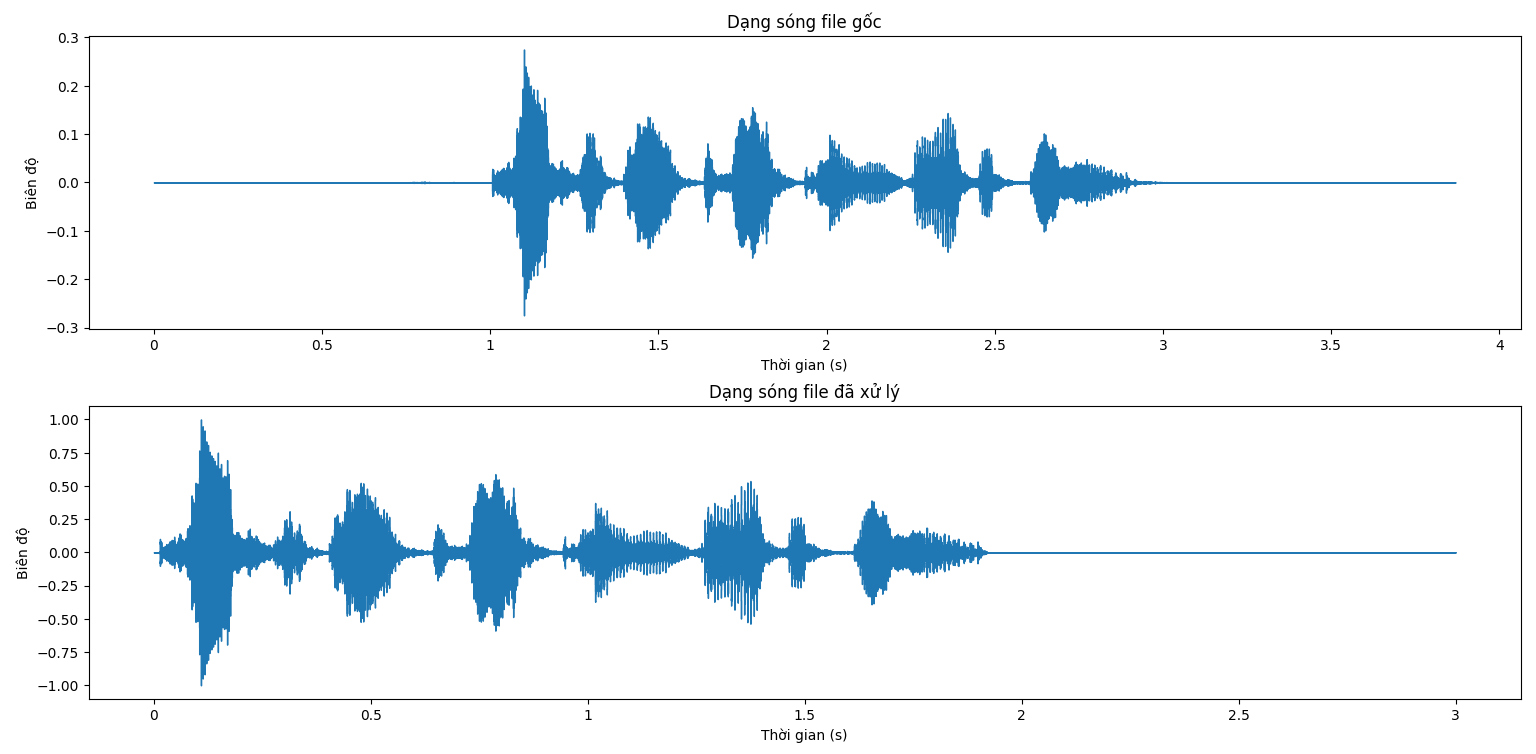 Dạng sóng file gốc
0.3
0.2
0.1
0.0
−0.1
−0.2
−0.3
Biên độ
0 0.5 1 1.5 2 2.5 3 3.5 4
Thời gian (s)
Dạng sóng file đã xử lý
1.00
0.75
0.50
0.25
0.00
−0.25
−0.50
−0.75
−1.00
Biên độ
0 0.5 1 1.5 2 2.5 3
Thời gian (s)